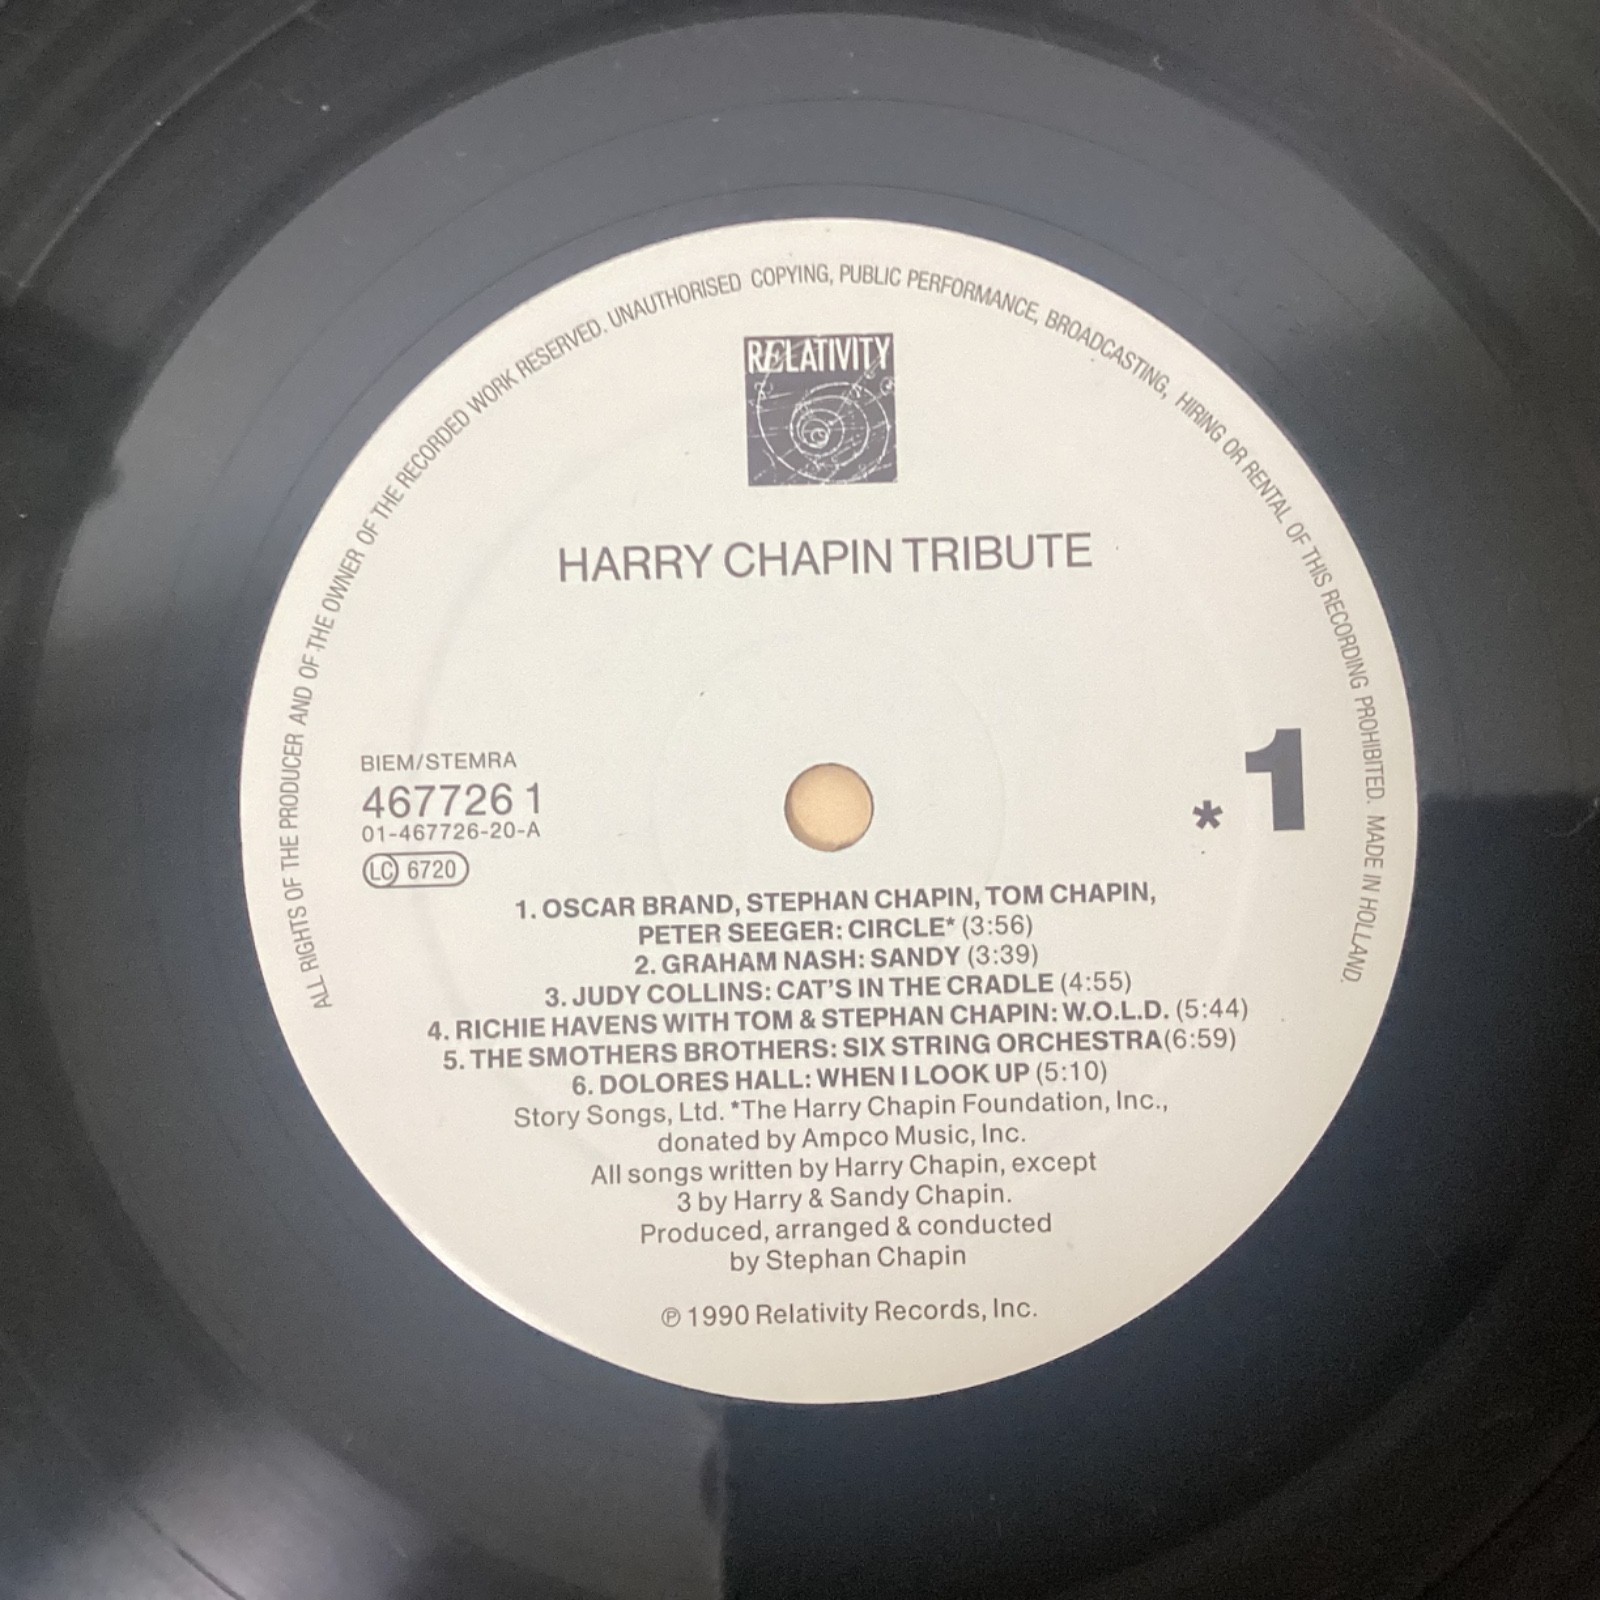 ALL RIGHTS OF THE PRODUCER AND OF THE OWNER OF THE RECORDED WORK RESERVED. UNAUTHORISED COPYING, PUBLIC PERFORMANCE, BROADCASTING, HIRING OR RENTAL OF THIS RECORDING PROHIBITED. MADE IN HOLLAND.
RELATIVITY
HARRY CHAPIN TRIBUTE
BIEM/STEMRA
467726 1
01-467726-20-A
LC 6720
* 1
1. OSCAR BRAND, STEPHAN CHAPIN, TOM CHAPIN,
PETER SEEGER: CIRCLE* (3:56)
2. GRAHAM NASH: SANDY (3:39)
3. JUDY COLLINS: CAT'S IN THE CRADLE (4:55)
4. RICHIE HAVENS WITH TOM & STEPHAN CHAPIN: W.O.L.D. (5:44)
5. THE SMOTHERS BROTHERS: SIX STRING ORCHESTRA(6:59)
6. DOLORES HALL: WHEN I LOOK UP (5:10)
Story Songs, Ltd. *The Harry Chapin Foundation, Inc.,
donated by Ampco Music, Inc.
All songs written by Harry Chapin, except
3 by Harry & Sandy Chapin.
Produced, arranged & conducted
by Stephan Chapin
℗ 1990 Relativity Records, Inc.